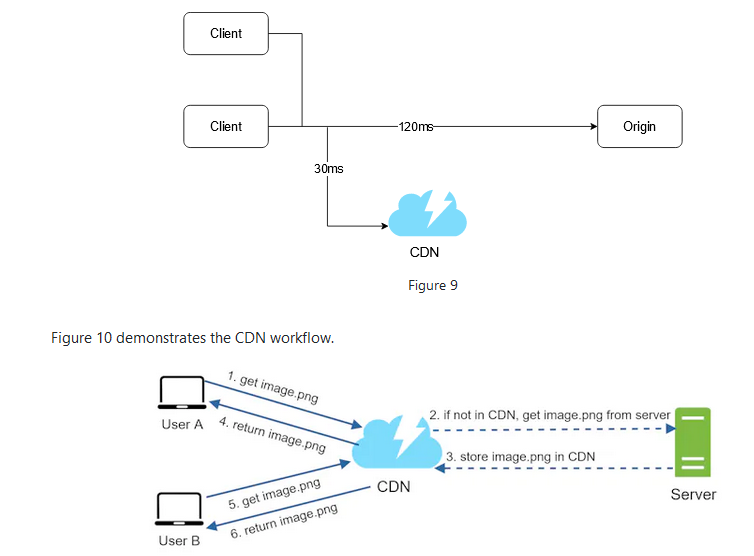 Client
Client
120ms
Origin
30ms
CDN
Figure 9
Figure 10 demonstrates the CDN workflow.
1. get image.png
User A
4. return image.png
2. if not in CDN, get image.png from server
3. store image.png in CDN
CDN
Server
5. get image.png
6. return image.png
User B